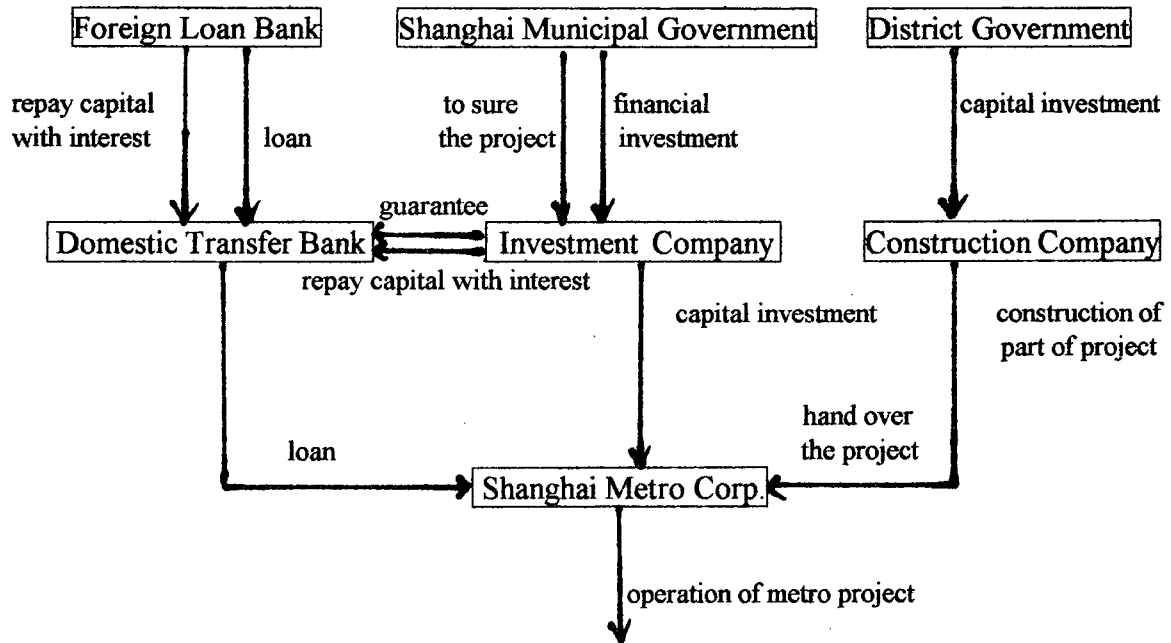 Foreign Loan Bank
Shanghai Municipal Government
District Government
repay capital
with interest
loan
to sure
the project
financial
investment
capital investment
guarantee
Domestic Transfer Bank
Investment Company
Construction Company
repay capital with interest
capital investment
construction of
part of project
loan
hand over
the project
Shanghai Metro Corp.
operation of metro project